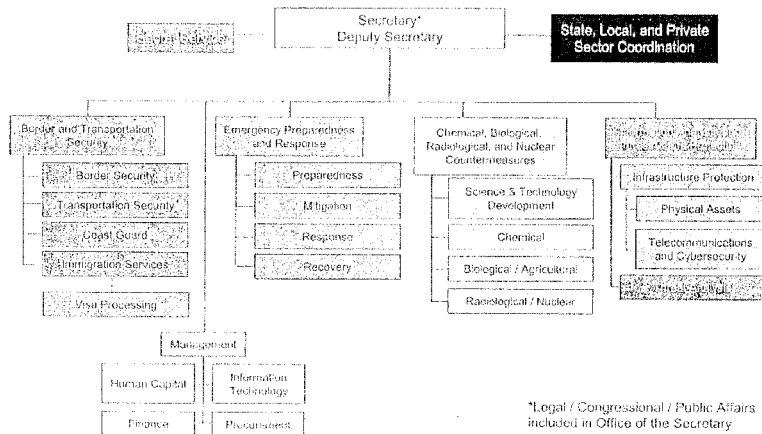 Secretary*
Deputy Secretary
Secret Service
State, Local, and Private
Sector Coordination
Border and Transportation
Security
Border Security
Transportation Security
Coast Guard
Immigration Services
Visa Processing
Emergency Preparedness
and Response
Preparedness
Mitigation
Response
Recovery
Chemical, Biological,
Radiological, and Nuclear
Countermeasures
Science & Technology
Development
Chemical
Biological / Agricultural
Radiological / Nuclear
Infrastructure Protection
Physical Assets
Telecommunications
and Cybersecurity
Management
Human Capital
Information
Technology
Finance
Procurement
*Legal / Congressional / Public Affairs
included in Office of the Secretary